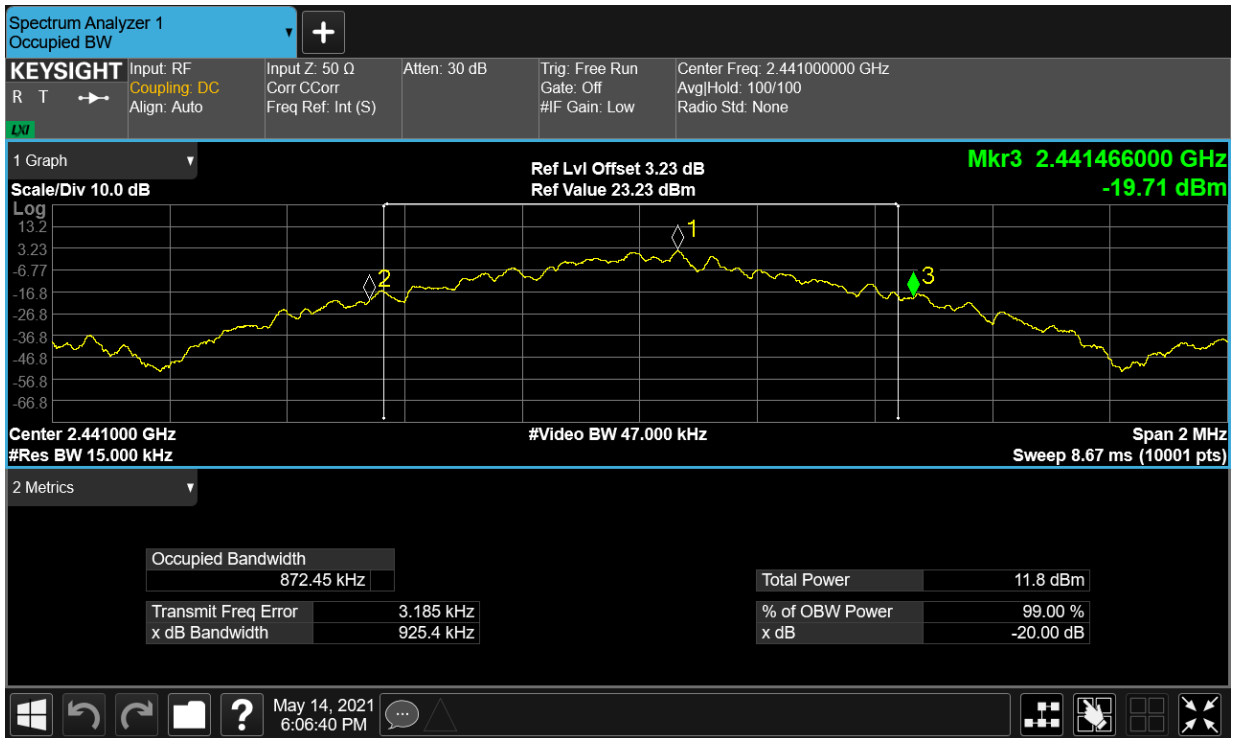 Spectrum Analyzer 1
Occupied BW
+
KEYSIGHT
R T
LXI
Input: RF
Coupling: DC
Align: Auto
Input Z: 50 Ω
Corr CCorr
Freq Ref: Int (S)
Atten: 30 dB
Trig: Free Run
Gate: Off
#IF Gain: Low
Center Freq: 2.441000000 GHz
Avg|Hold: 100/100
Radio Std: None
1 Graph
Scale/Div 10.0 dB
Ref Lvl Offset 3.23 dB
Ref Value 23.23 dBm
Mkr3 2.441466000 GHz
-19.71 dBm
Log
13.2
3.23
-6.77
-16.8
-26.8
-36.8
-46.8
-56.8
-66.8
1
2
3
Center 2.441000 GHz
#Video BW 47.000 kHz
Span 2 MHz
#Res BW 15.000 kHz
Sweep 8.67 ms (10001 pts)
2 Metrics
Occupied Bandwidth
872.45 kHz
Transmit Freq Error 3.185 kHz
x dB Bandwidth 925.4 kHz
Total Power 11.8 dBm
% of OBW Power 99.00 %
x dB -20.00 dB
?
May 14, 2021
6:06:40 PM